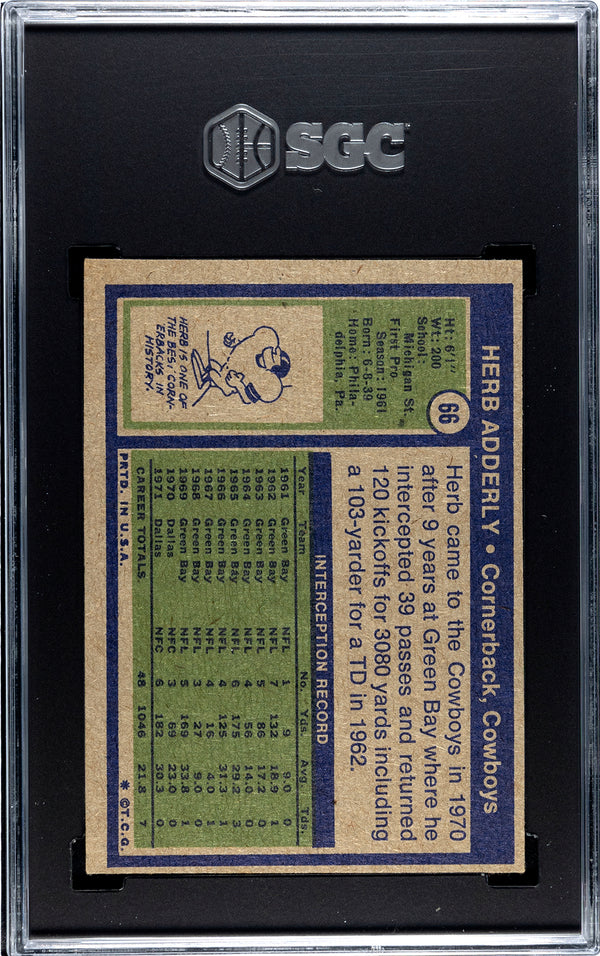 SGC
HERB ADDERLY • Cornerback, Cowboys
66
Ht: 6'1"
Wt: 200
School:
Michigan St.
First Pro
Season: 1961
Born: 6-8-39
Home: Phila-
delphia, Pa.
HERB IS ONE OF
THE BEST CORN-
ERBACKS IN
HISTORY.
Herb came to the Cowboys in 1970
after 9 years at Green Bay where he
intercepted 39 passes and returned
120 kickoffs for 3080 yards including
a 103-yarder for a TD in 1962.
INTERCEPTION RECORD
Year Team No. Yds. Avg. Tds.
1961 Green Bay NFL 1 9 9.0 0
1962 Green Bay NFL 7 132 18.9 1
1963 Green Bay NFL 5 86 17.2 0
1964 Green Bay NFL 4 56 14.0 0
1965 Green Bay NFL 6 175 29.2 3
1966 Green Bay NFL 4 125 31.3 1
1967 Green Bay NFL 4 16 4.0 1
1968 Green Bay NFL 3 27 9.0 0
1969 Green Bay NFL 5 169 33.8 1
1970 Dallas NFC 3 69 23.0 0
1971 Dallas NFC 6 182 30.3 0
CAREER TOTALS 48 1046 21.8 7
PRTD. IN U.S.A. * ©T.C.G.